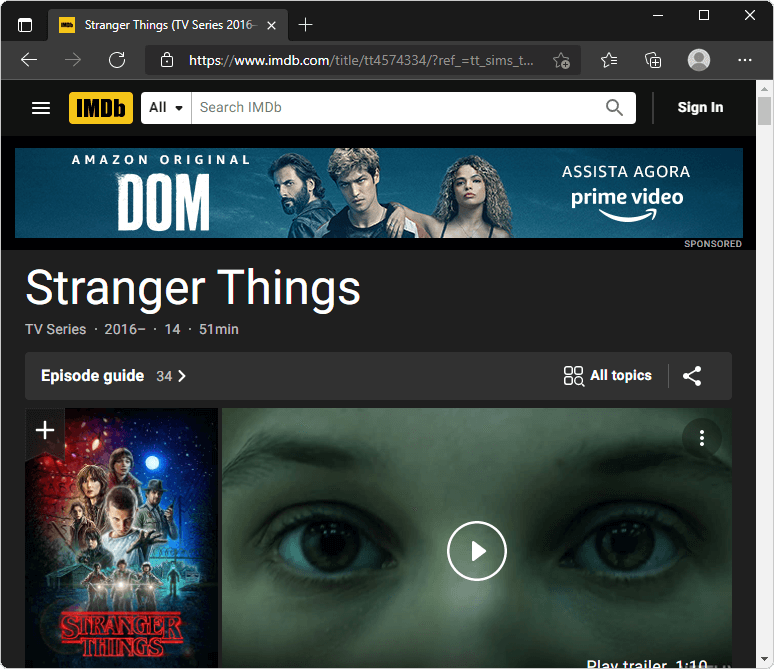 Stranger Things (TV Series 2016–
https://www.imdb.com/title/tt4574334/?ref_=tt_sims_t...
IMDb
All
Search IMDb
Sign In
AMAZON ORIGINAL
DOM
ASSISTA AGORA
prime video
SPONSORED
Stranger Things
TV Series · 2016– · 14 · 51min
Episode guide 34
All topics
STRANGER
THINGS
Play trailer 1:10